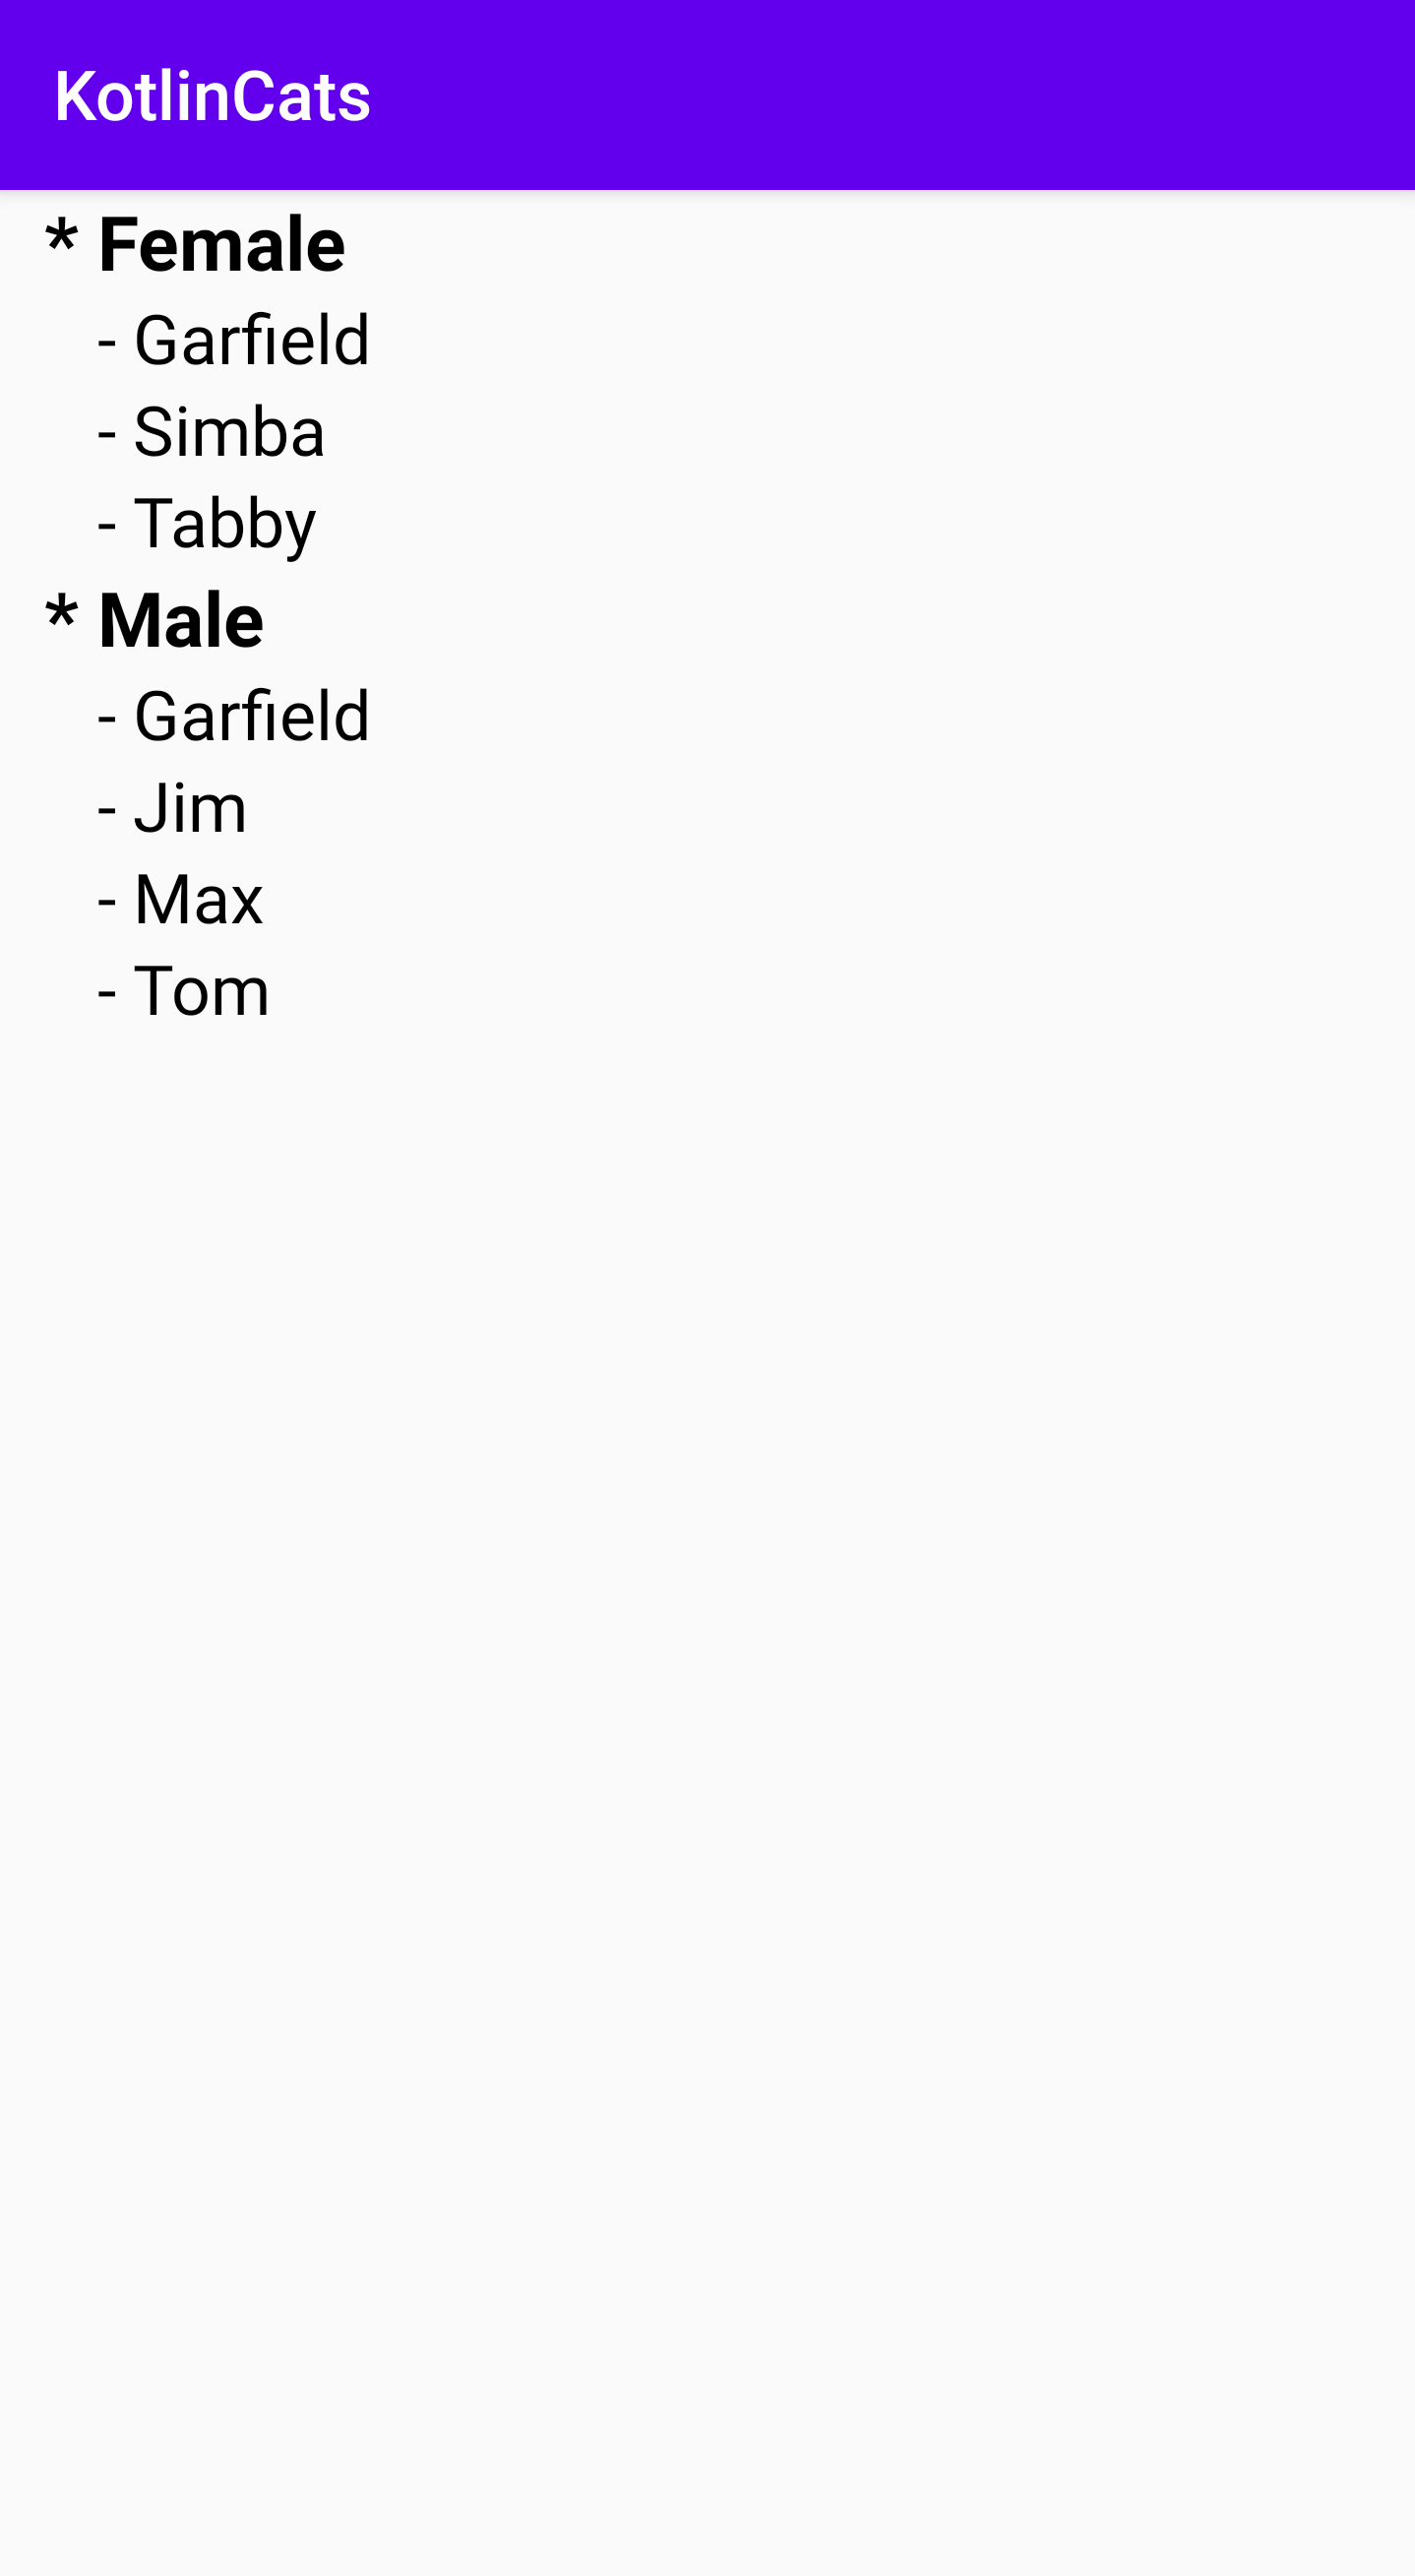 KotlinCats
* Female
- Garfield
- Simba
- Tabby
* Male
- Garfield
- Jim
- Max
- Tom